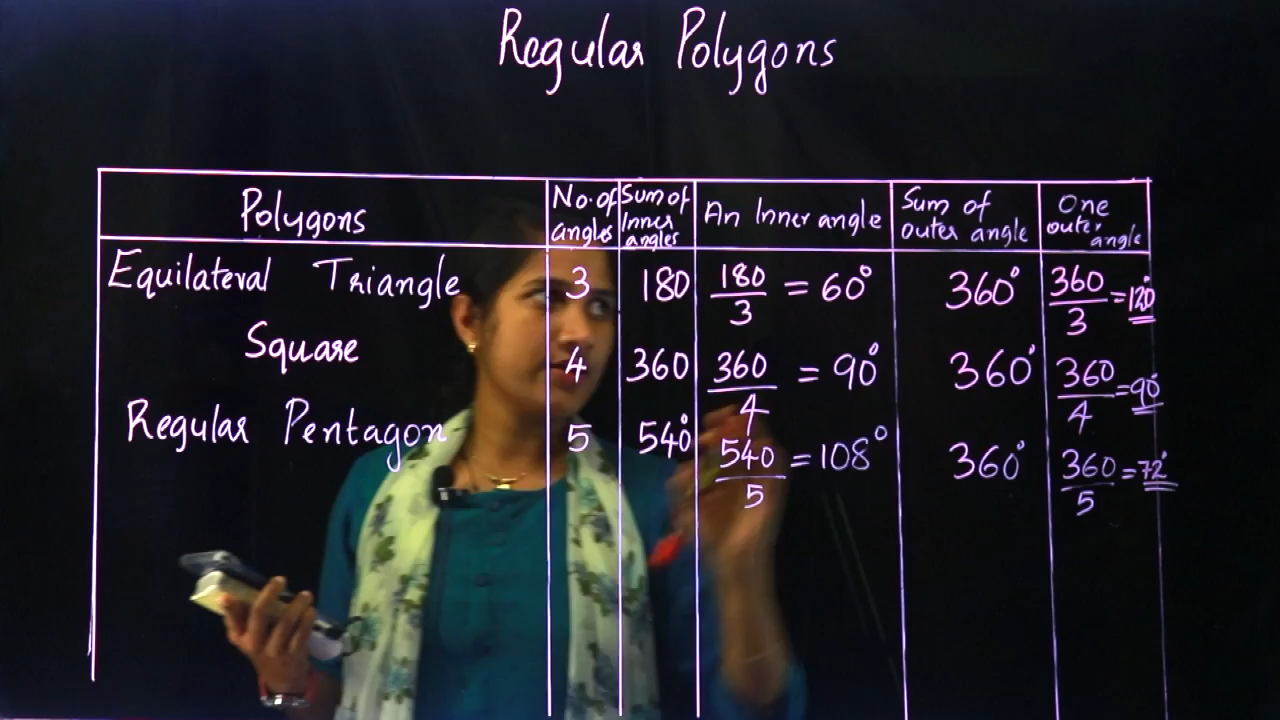 Regular Polygons
Polygons No. of angles Sum of Inner angles An Inner angle Sum of outer angle One outer angle
Equilateral Triangle 3 180 180/3 = 60° 360° 360/3 = 120°
Square 4 360 360/4 = 90° 360° 360/4 = 90°
Regular Pentagon 5 540° 540/5 = 108° 360° 360/5 = 72°